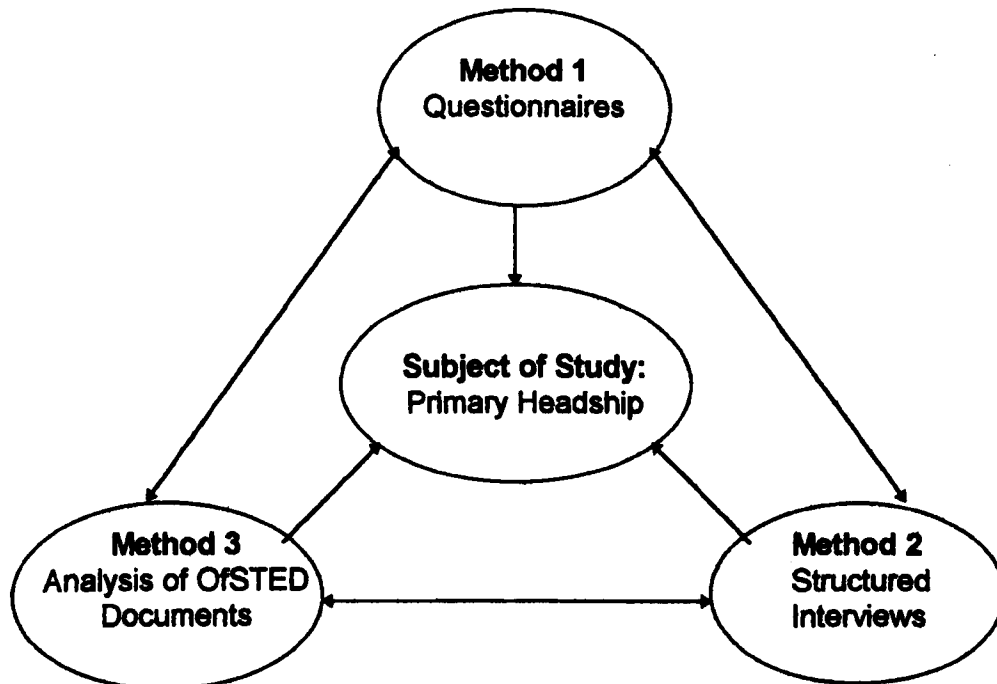 Method 1
Questionnaires
Subject of Study:
Primary Headship
Method 3
Analysis of OfSTED
Documents
Method 2
Structured
Interviews